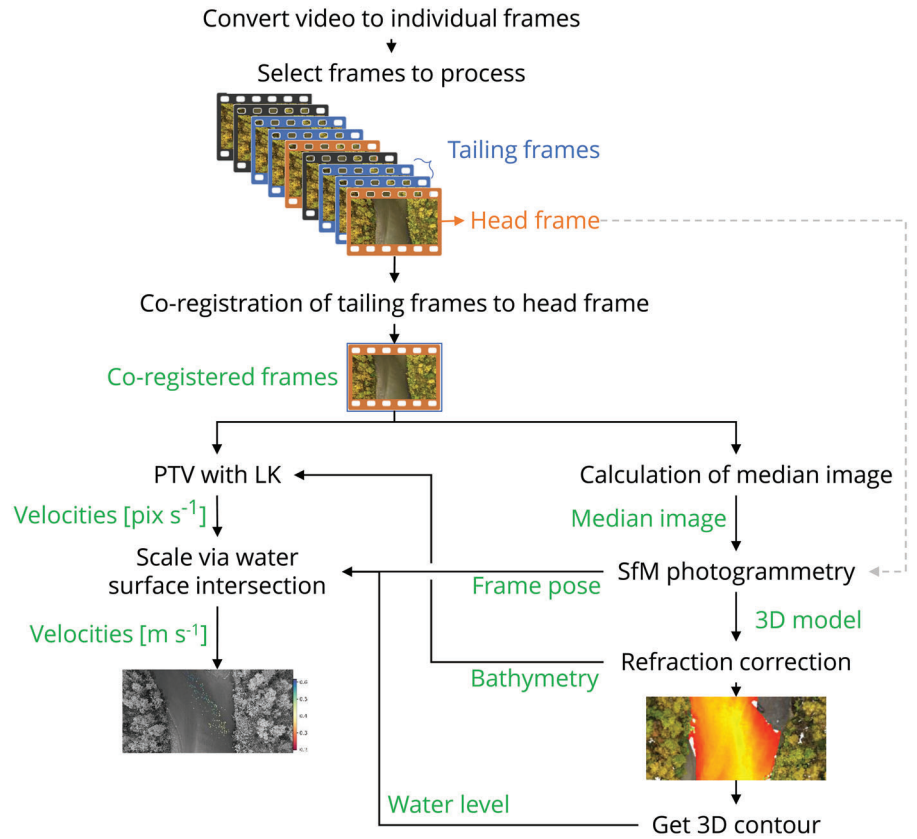 Convert video to individual frames
Select frames to process
Tailing frames
Head frame
Co-registration of tailing frames to head frame
Co-registered frames
PTV with LK
Calculation of median image
Velocities [pix s⁻¹]
Median image
Scale via water
surface intersection
SfM photogrammetry
Frame pose
Velocities [m s⁻¹]
3D model
Refraction correction
Bathymetry
Water level
Get 3D contour